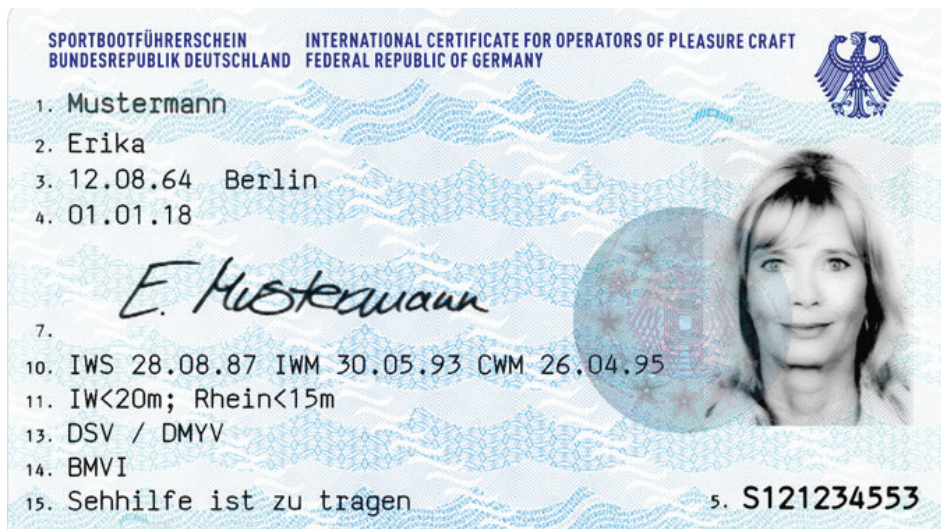 SPORTBOOTFÜHRERSCHEIN INTERNATIONAL CERTIFICATE FOR OPERATORS OF PLEASURE CRAFT
BUNDESREPUBLIK DEUTSCHLAND FEDERAL REPUBLIC OF GERMANY
1. Mustermann
2. Erika
3. 12.08.64 Berlin
4. 01.01.18
E. Mustermann
7.
10. IWS 28.08.87 IWM 30.05.93 CWM 26.04.95
11. IW<20m; Rhein<15m
13. DSV / DMYV
14. BMVI
15. Sehhilfe ist zu tragen
5. S121234553